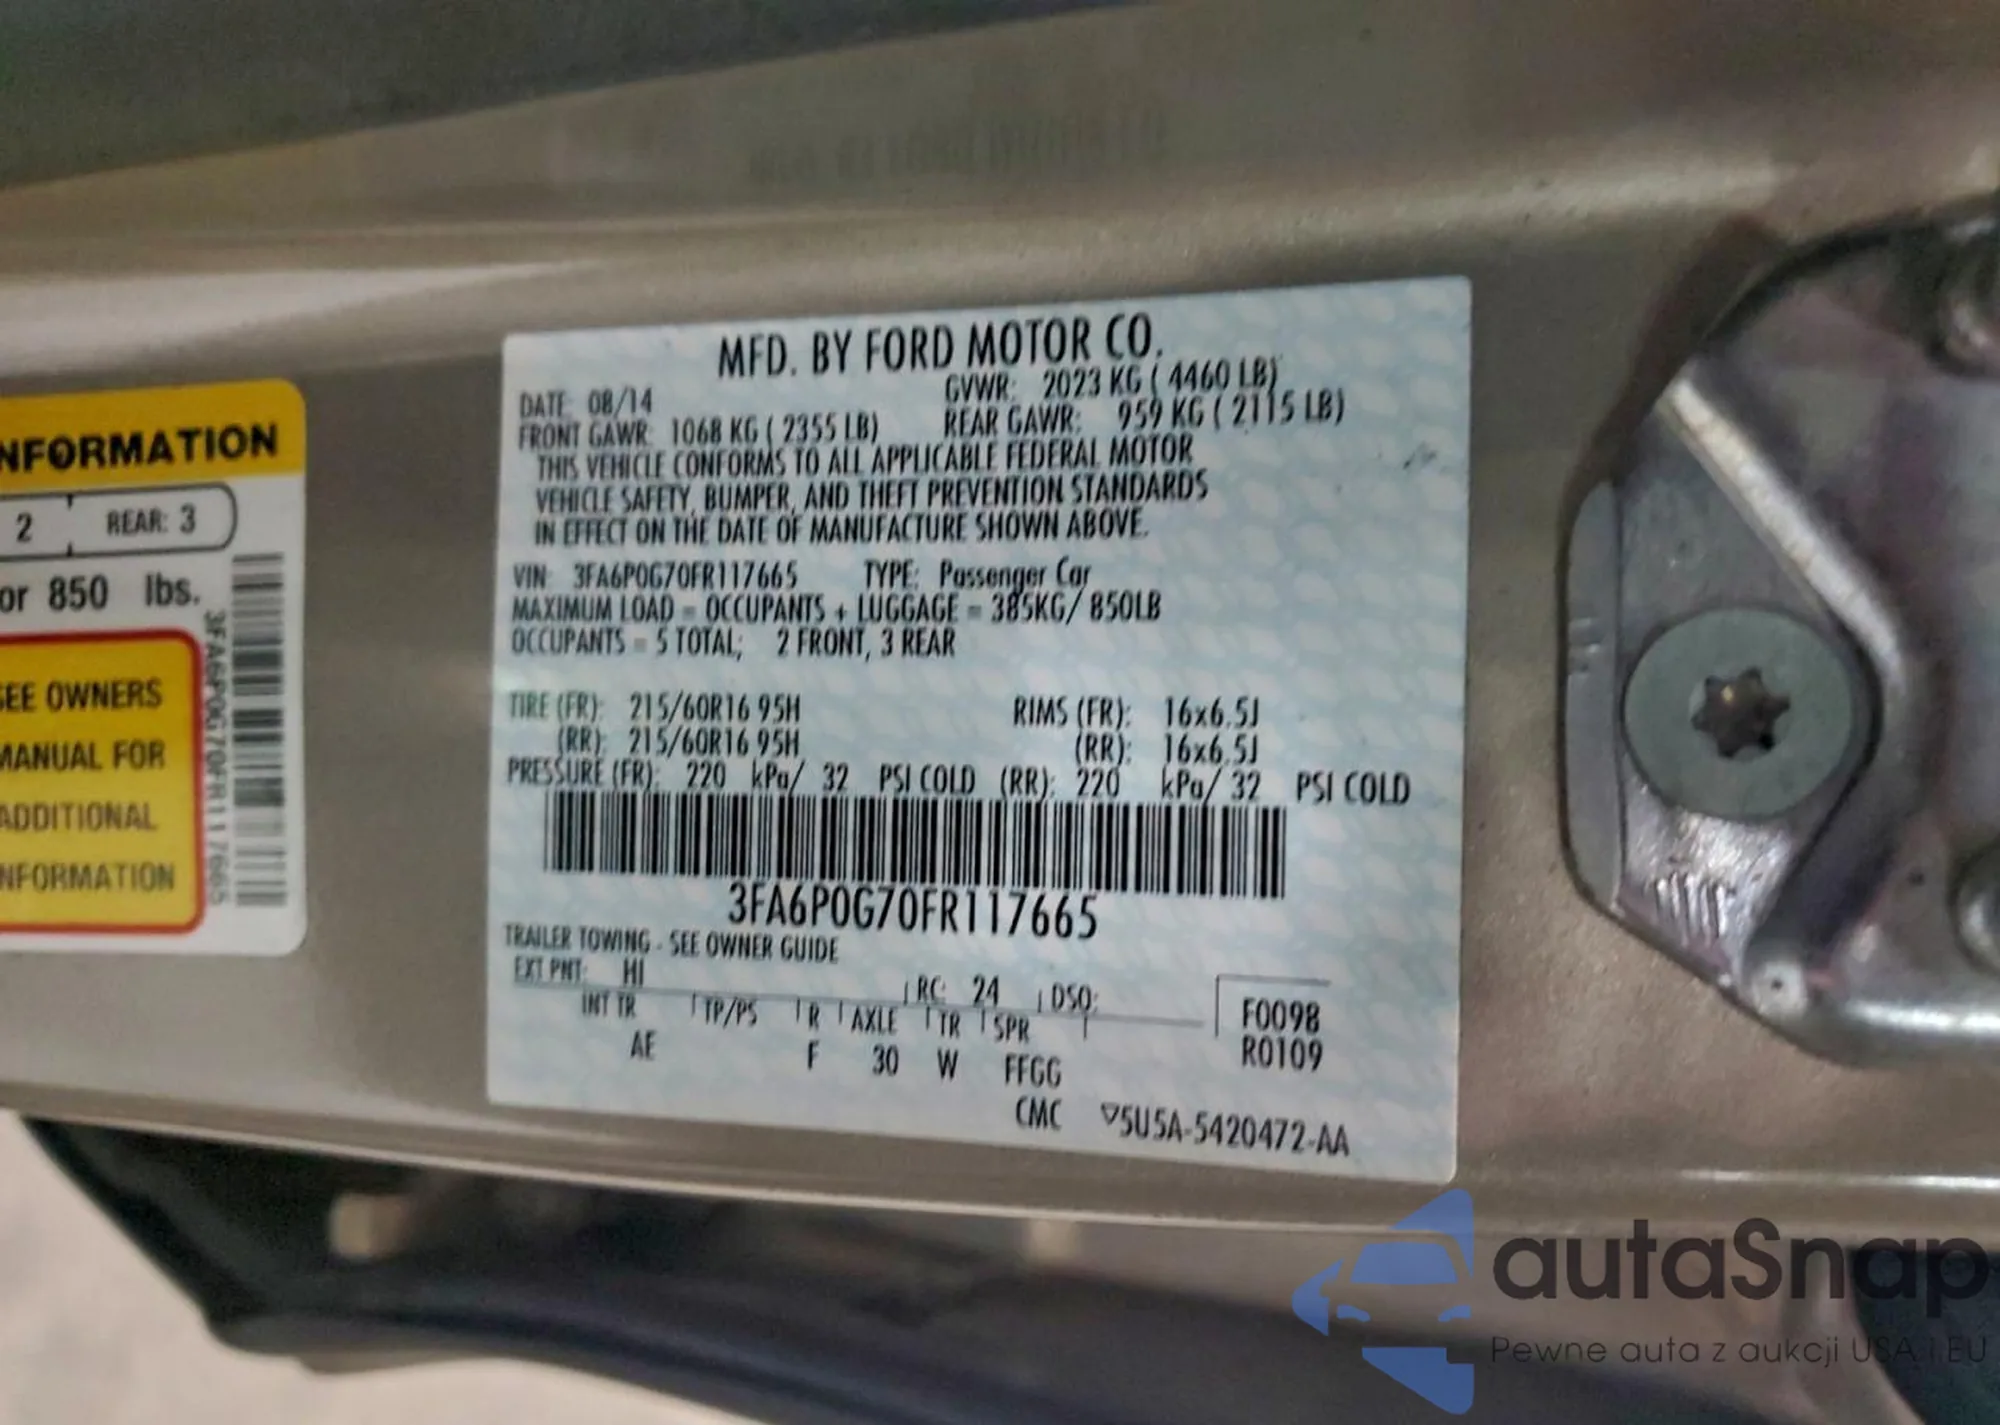 NFORMATION
2 REAR: 3
or 850 lbs.
3FA6P0G70FR117665
SEE OWNERS
MANUAL FOR
ADDITIONAL
INFORMATION
MFD. BY FORD MOTOR CO.
DATE: 08/14 GVWR: 2023 KG ( 4460 LB)
FRONT GAWR: 1068 KG ( 2355 LB) REAR GAWR: 959 KG ( 2115 LB)
THIS VEHICLE CONFORMS TO ALL APPLICABLE FEDERAL MOTOR
VEHICLE SAFETY, BUMPER, AND THEFT PREVENTION STANDARDS
IN EFFECT ON THE DATE OF MANUFACTURE SHOWN ABOVE.
VIN: 3FA6P0G70FR117665 TYPE: Passenger Car
MAXIMUM LOAD = OCCUPANTS + LUGGAGE = 385KG/ 850LB
OCCUPANTS = 5 TOTAL; 2 FRONT, 3 REAR
TIRE (FR): 215/60R16 95H RIMS (FR): 16x6.5J
(RR): 215/60R16 95H (RR): 16x6.5J
PRESSURE (FR): 220 kPa/ 32 PSI COLD (RR): 220 kPa/ 32 PSI COLD
3FA6P0G70FR117665
TRAILER TOWING - SEE OWNER GUIDE
EXT PNT: HI RC: 24 DSO:
INT TR TP/PS R AXLE TR SPR F0098
AE F 30 W FFGG R0109
CMC ▽5U5A-5420472-AA
autaSnap
Pewne auta z aukcji USA i EU